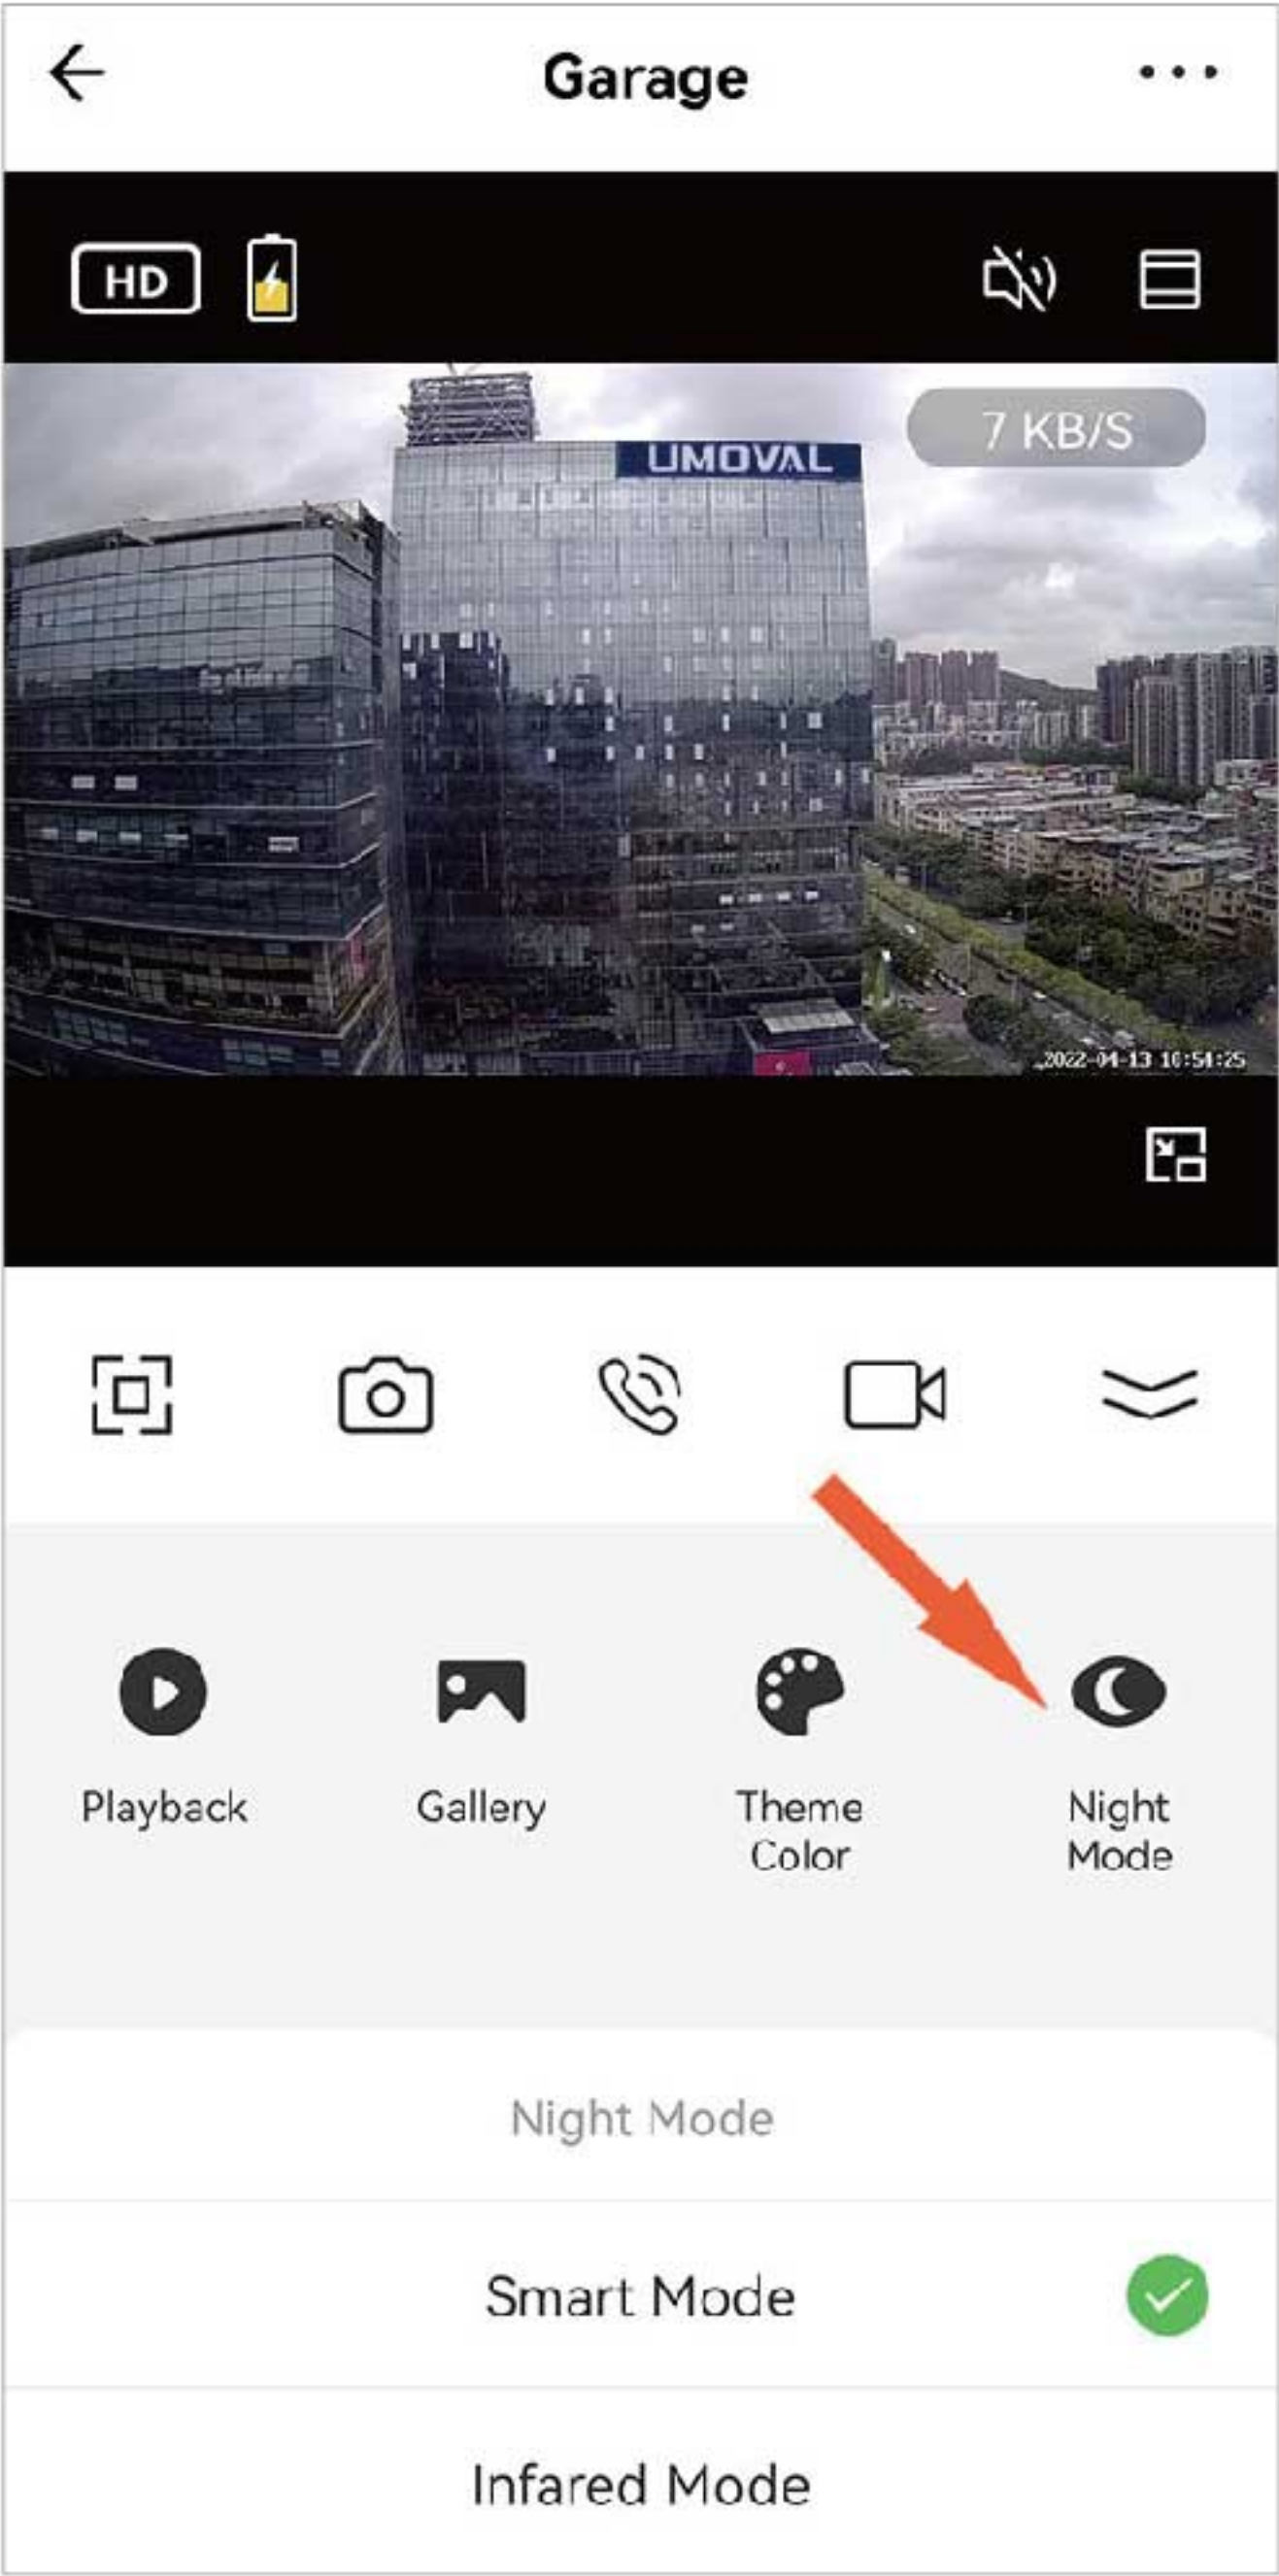 Garage
HD
7 KB/S
UMOVAL
2022-04-13 10:51:25
Playback
Gallery
Theme
Color
Night
Mode
Night Mode
Smart Mode
Infared Mode